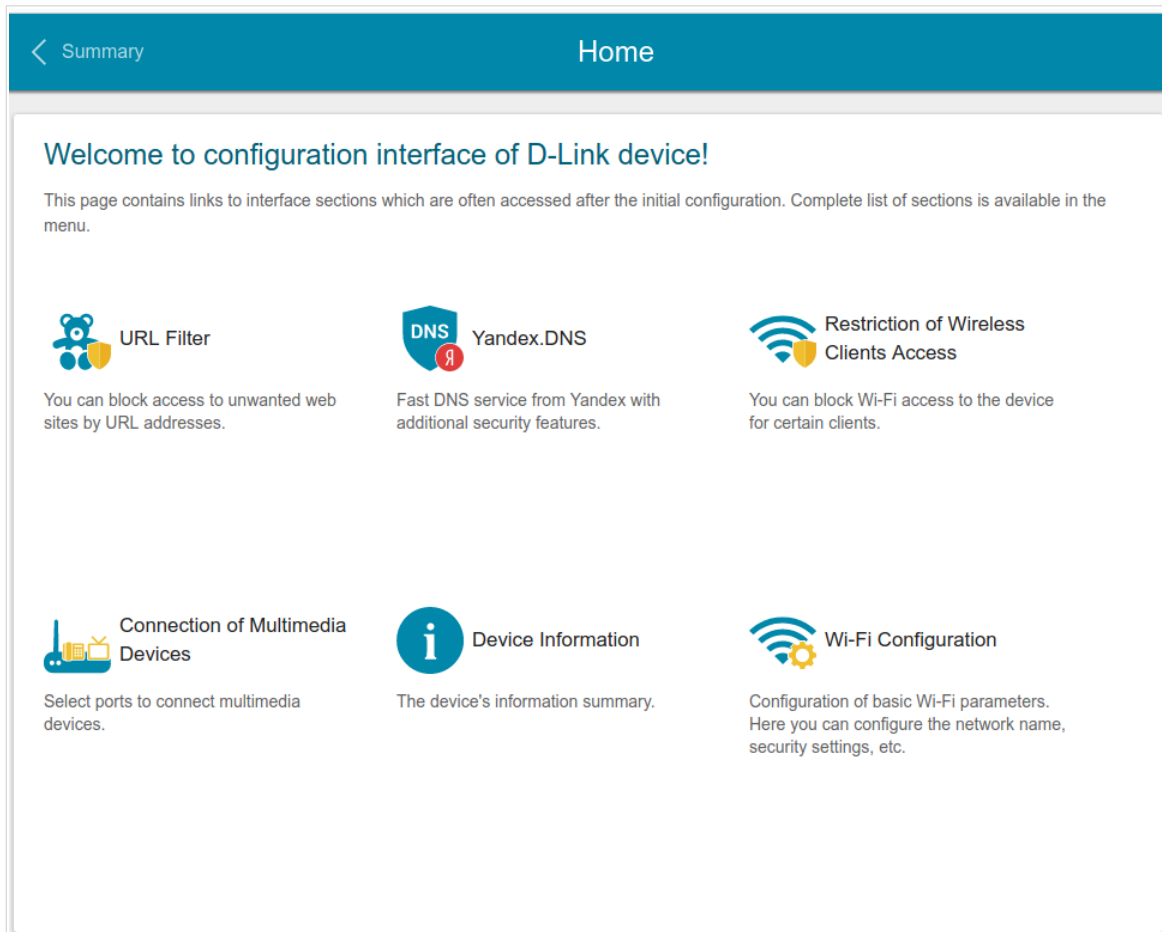 Summary
Home
Welcome to configuration interface of D-Link device!
This page contains links to interface sections which are often accessed after the initial configuration. Complete list of sections is available in the
menu.
URL Filter
You can block access to unwanted web
sites by URL addresses.
DNS
Я
Yandex.DNS
Fast DNS service from Yandex with
additional security features.
Restriction of Wireless
Clients Access
You can block Wi-Fi access to the device
for certain clients.
Connection of Multimedia
Devices
Select ports to connect multimedia
devices.
i
Device Information
The device's information summary.
Wi-Fi Configuration
Configuration of basic Wi-Fi parameters.
Here you can configure the network name,
security settings, etc.